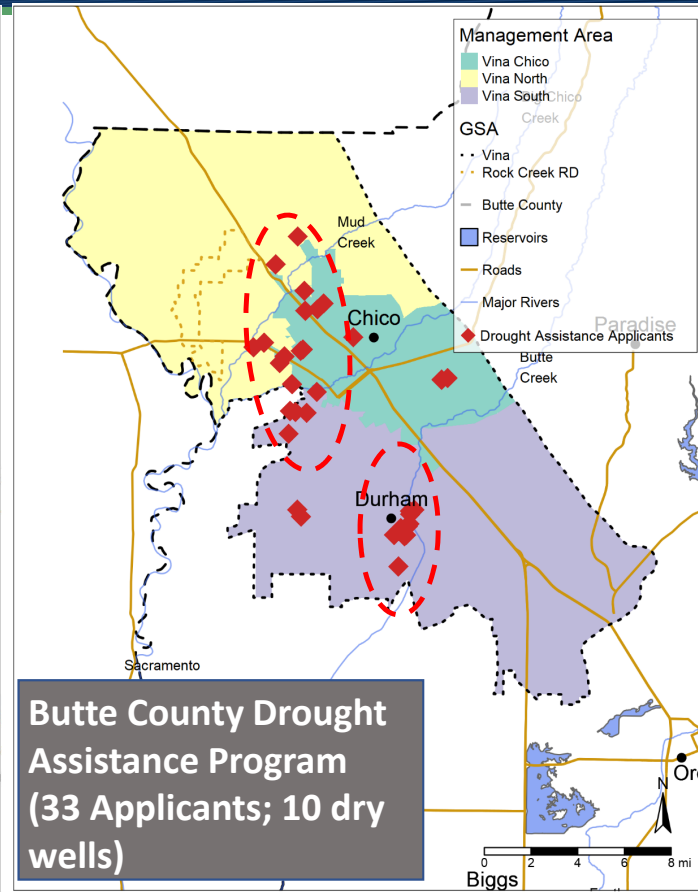 Management Area
Vina Chico
Vina North
Vina South
Chico
Creek
GSA
Vina
Rock Creek RD
Butte County
Reservoirs
Roads
Major Rivers
Drought Assistance Applicants
Paradise
Mud
Creek
Chico
Butte
Creek
Durham
Sacramento
Butte County Drought
Assistance Program
(33 Applicants; 10 dry
wells)
N
0 2 4 6 8 mi
Biggs